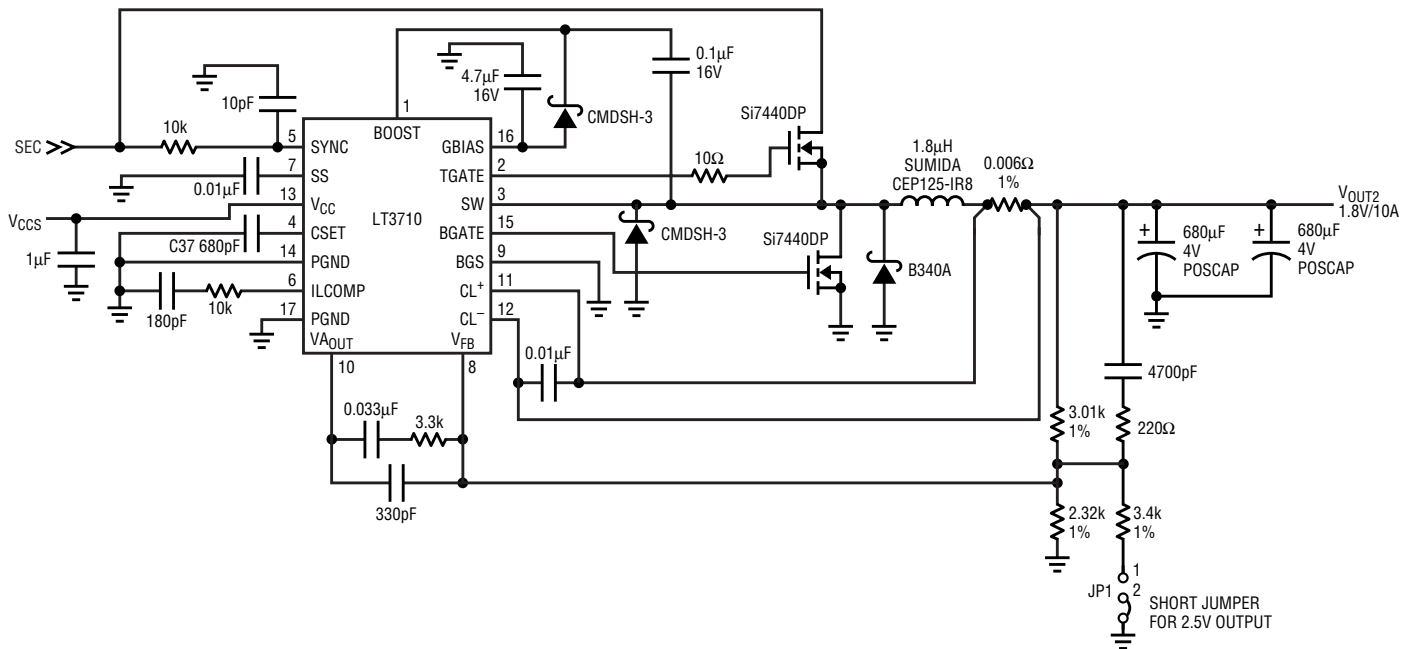 0.1µF
16V
4.7µF
16V
CMDSH-3
Si7440DP
10pF
1
BOOST
SEC
10k
5
SYNC
16
GBIAS
7
SS
0.01µF
2
TGATE
10Ω
1.8µH
SUMIDA
CEP125-IR8
0.006Ω
1%
13
VCC
3
SW
VOUT2
1.8V/10A
VCCS
LT3710
4
CSET
C37 680pF
15
BGATE
CMDSH-3
Si7440DP
B340A
+
680µF
4V
POSCAP
+
680µF
4V
POSCAP
1µF
14
PGND
9
BGS
6
ILCOMP
11
CL+
180pF
10k
17
PGND
12
CL–
VAOUT
VFB
10
8
0.01µF
4700pF
0.033µF
3.3k
3.01k
1%
220Ω
330pF
2.32k
1%
3.4k
1%
JP1
1
2
SHORT JUMPER
FOR 2.5V OUTPUT